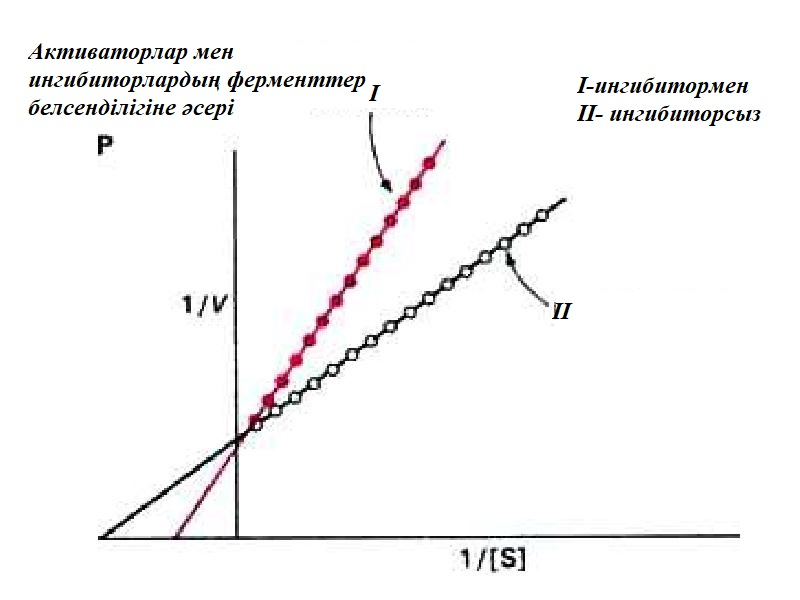 Активаторлар мен
ингибиторлардың ферменттер
белсенділігіне әсері
I
I-ингибитормен
II- ингибиторсыз
P
1/V
II
1/[S]